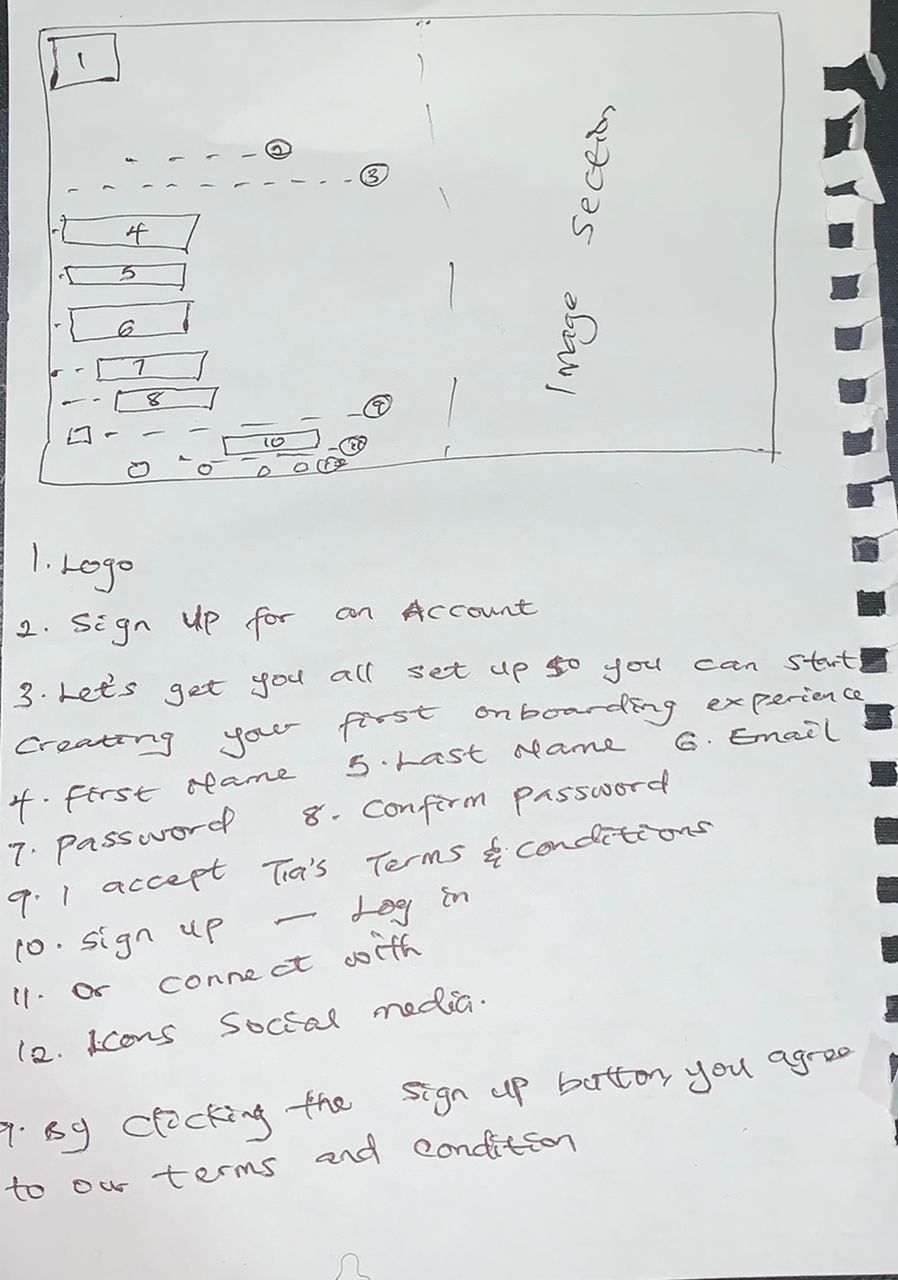 1
2
3
4
5
6
7
8
9
10
11
12
Image Section
1. Logo
2. Sign Up for an Account
3. Let's get you all set up so you can start
Creating your first onboarding experience
4. First Name 5. Last Name 6. Email
7. Password 8. Confirm Password
9. I accept Tia's Terms & conditions
10. Sign up — Log in
11. Or connect with
12. Icons Social media.
9. By Clicking the Sign up button, you agree
to our terms and condition